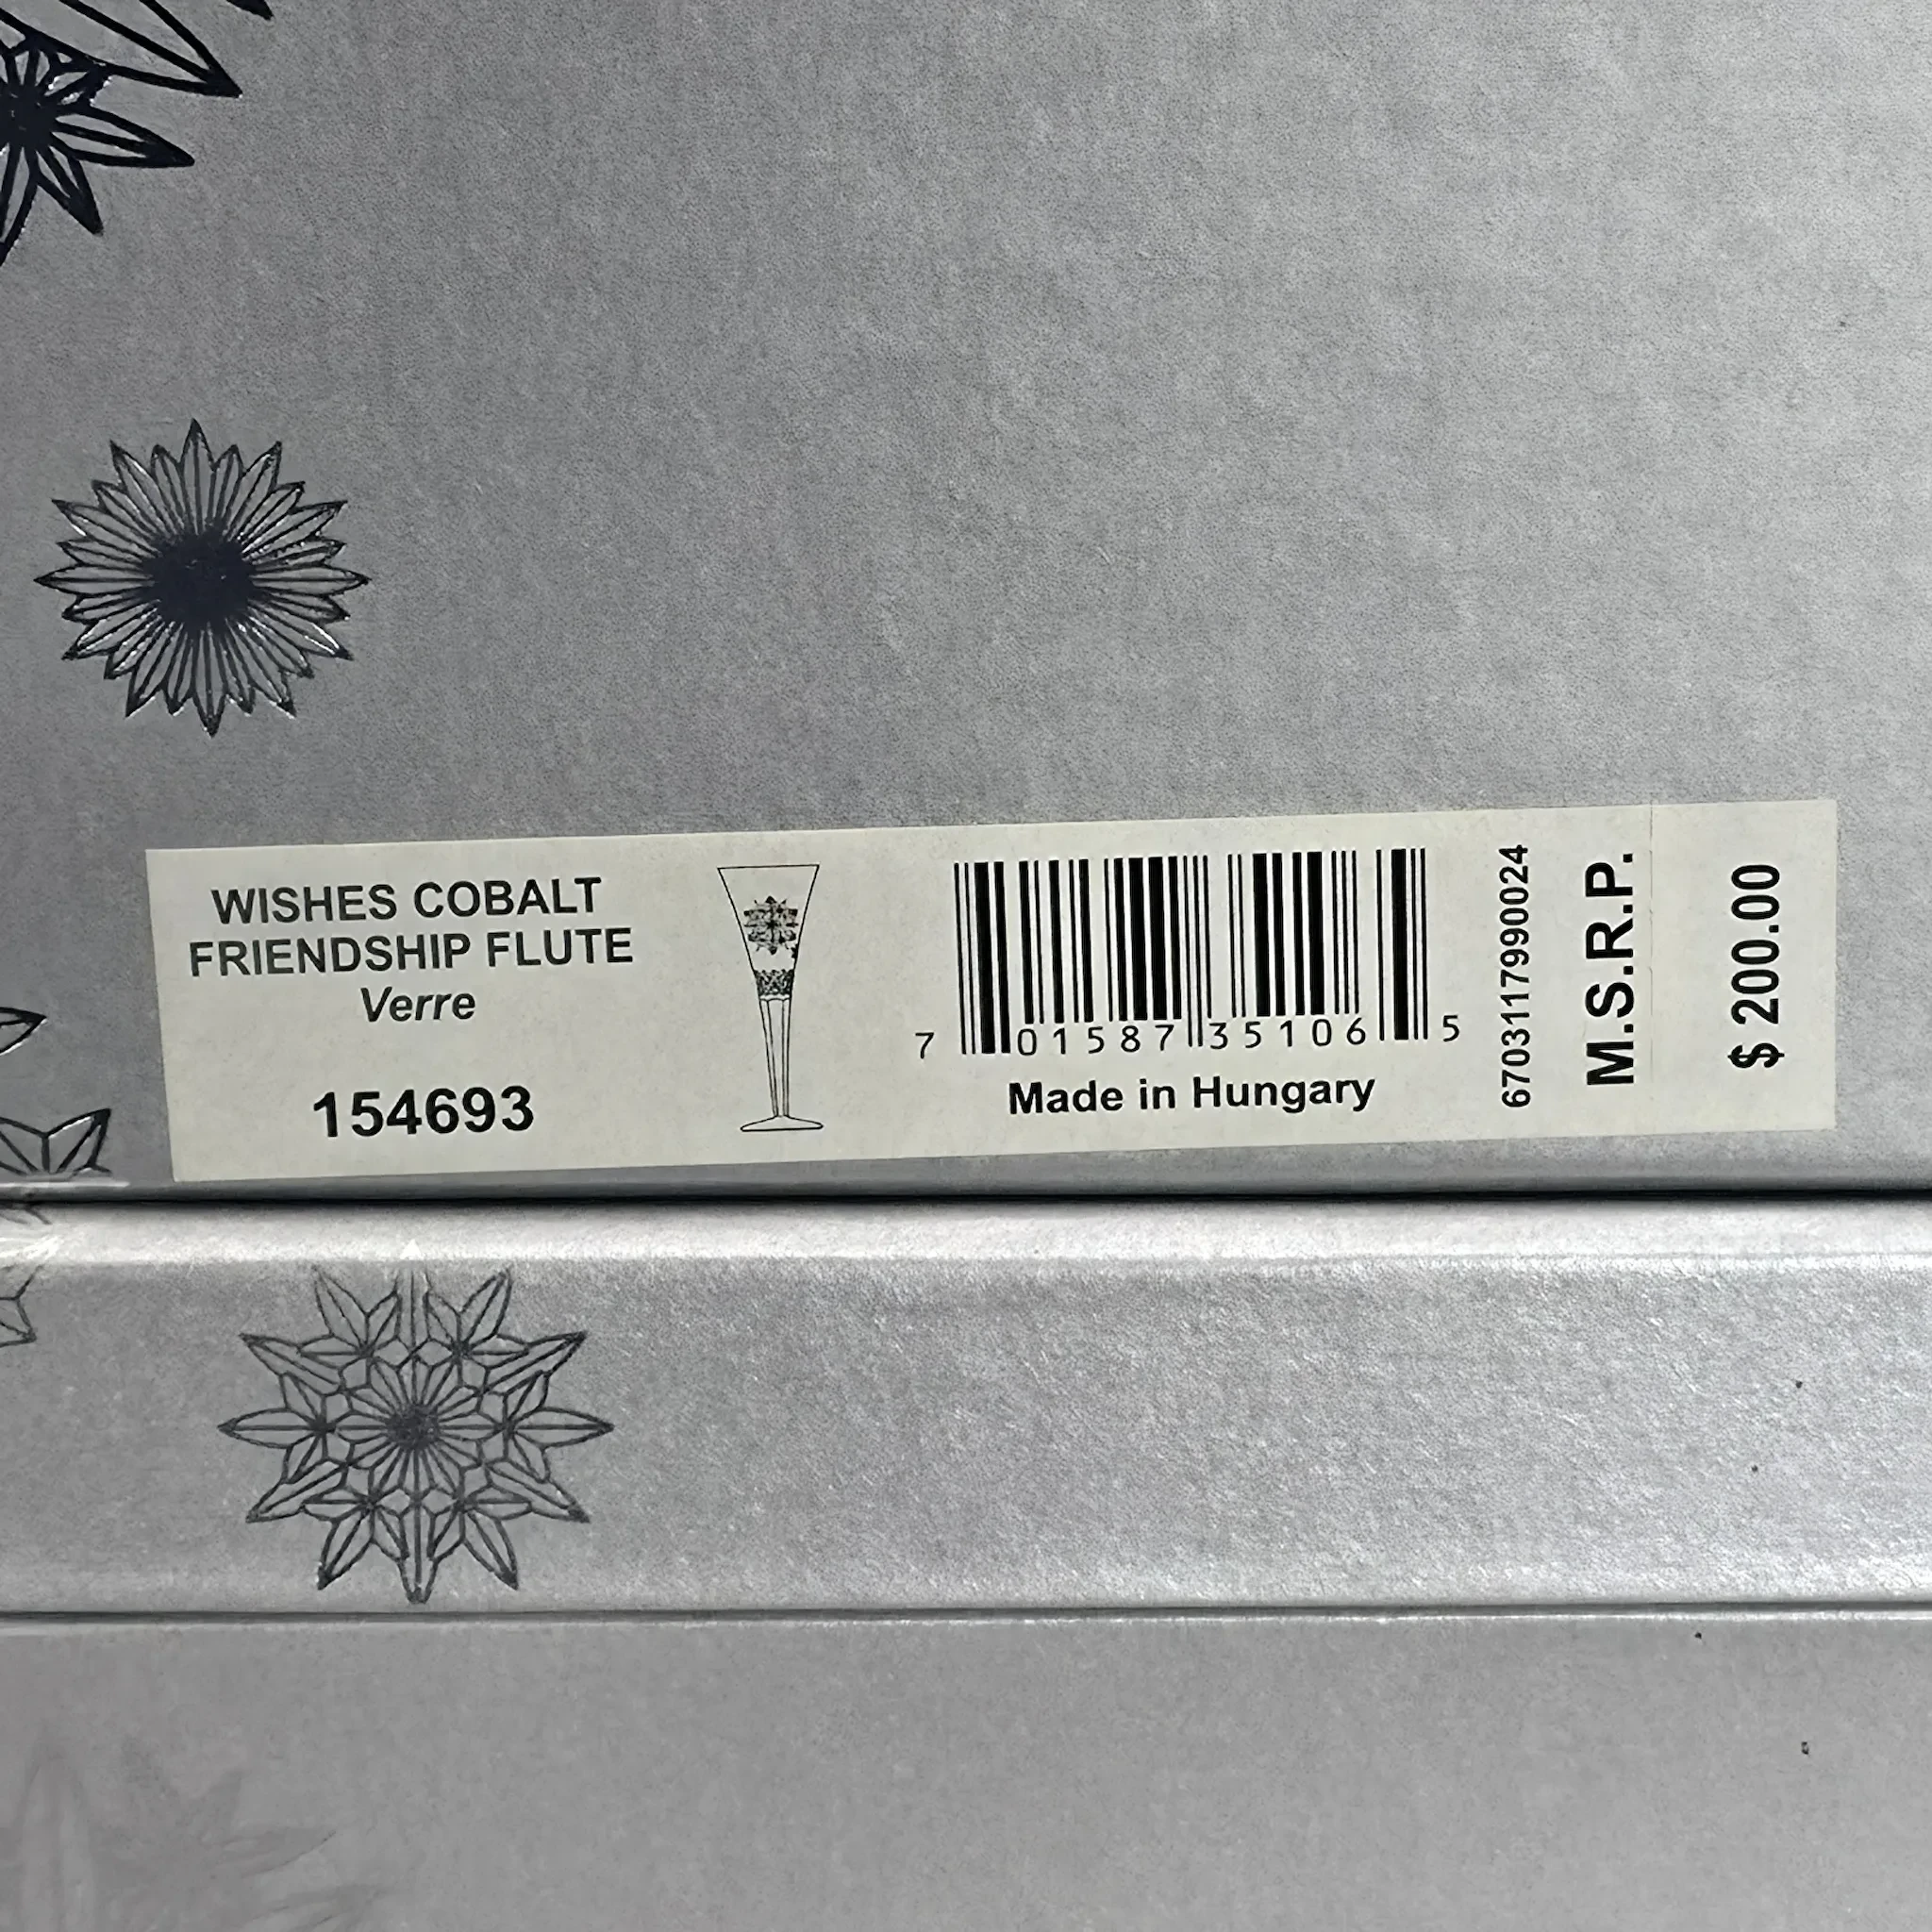 WISHES COBALT
FRIENDSHIP FLUTE
Verre
154693
7 01587 35106 5
Made in Hungary
6703117990024
M.S.R.P.
$ 200.00